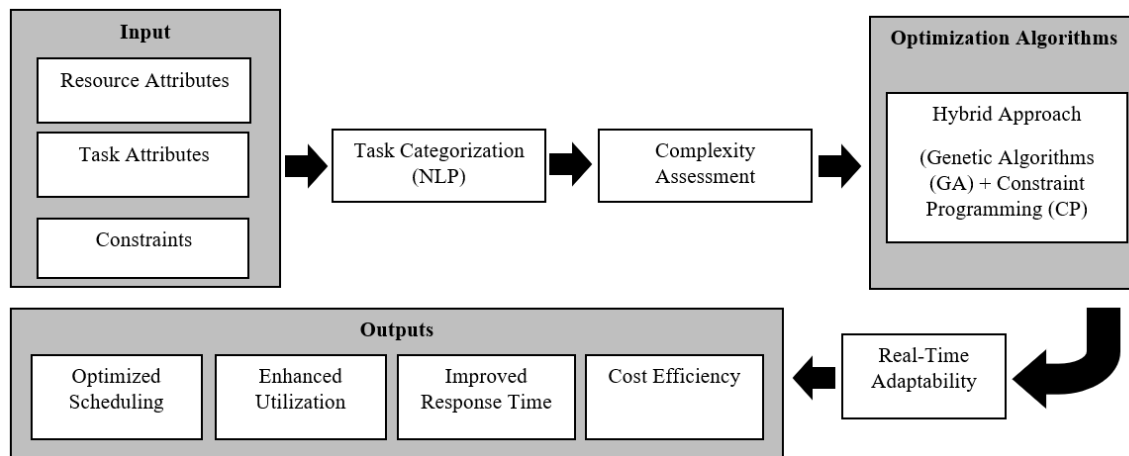 Input
Resource Attributes
Task Attributes
Constraints
Task Categorization
(NLP)
Complexity
Assessment
Optimization Algorithms
Hybrid Approach
(Genetic Algorithms
(GA) + Constraint
Programming (CP)
Real-Time
Adaptability
Outputs
Optimized
Scheduling
Enhanced
Utilization
Improved
Response Time
Cost Efficiency